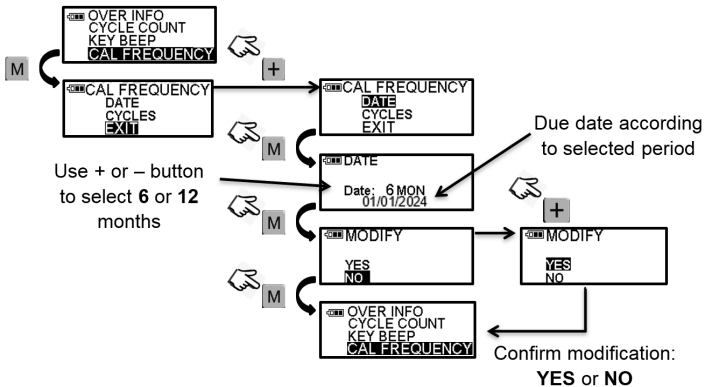 OVER INFO
CYCLE COUNT
KEY BEEP
CAL FREQUENCY
M
+
CAL FREQUENCY
DATE
CYCLES
EXIT
CAL FREQUENCY
DATE
CYCLES
EXIT
M
Due date according
to selected period
DATE
Date: 6 MON
01/01/2024
Use + or – button
to select 6 or 12
months
M
+
MODIFY
YES
NO
MODIFY
YES
NO
M
OVER INFO
CYCLE COUNT
KEY BEEP
CAL FREQUENCY
Confirm modification:
YES or NO